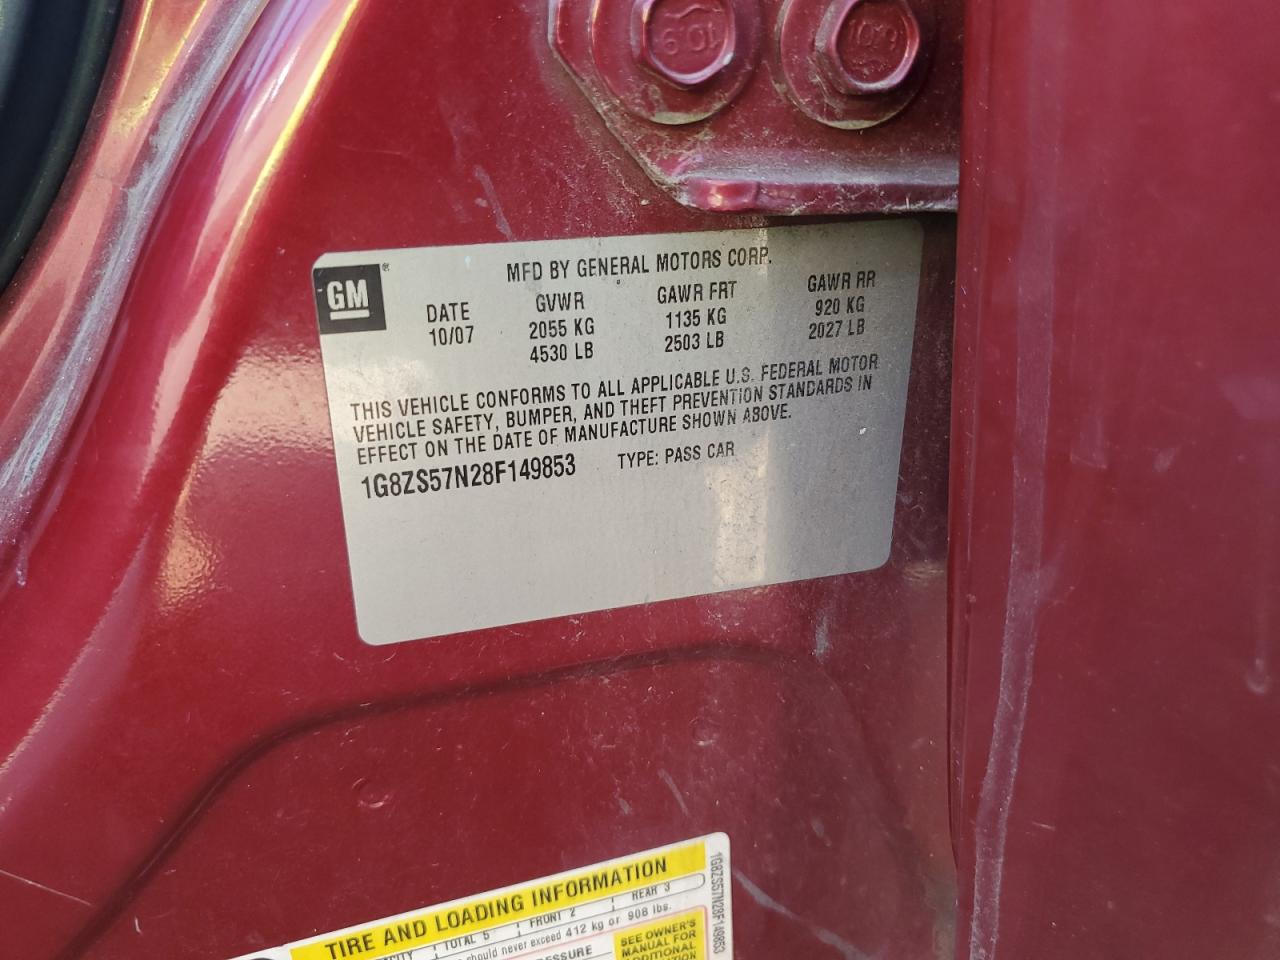 10.9
10.9
GM®
MFD BY GENERAL MOTORS CORP.
DATE GVWR GAWR FRT GAWR RR
10/07 2055 KG 1135 KG 920 KG
4530 LB 2503 LB 2027 LB
THIS VEHICLE CONFORMS TO ALL APPLICABLE U.S. FEDERAL MOTOR
VEHICLE SAFETY, BUMPER, AND THEFT PREVENTION STANDARDS IN
EFFECT ON THE DATE OF MANUFACTURE SHOWN ABOVE.
1G8ZS57N28F149853 TYPE: PASS CAR
TIRE AND LOADING INFORMATION
TOTAL 5 FRONT 2 REAR 3
should never exceed 412 kg or 908 lbs.
SEE OWNER'S
MANUAL FOR
ADDITIONAL
1G8ZS57N28F149853